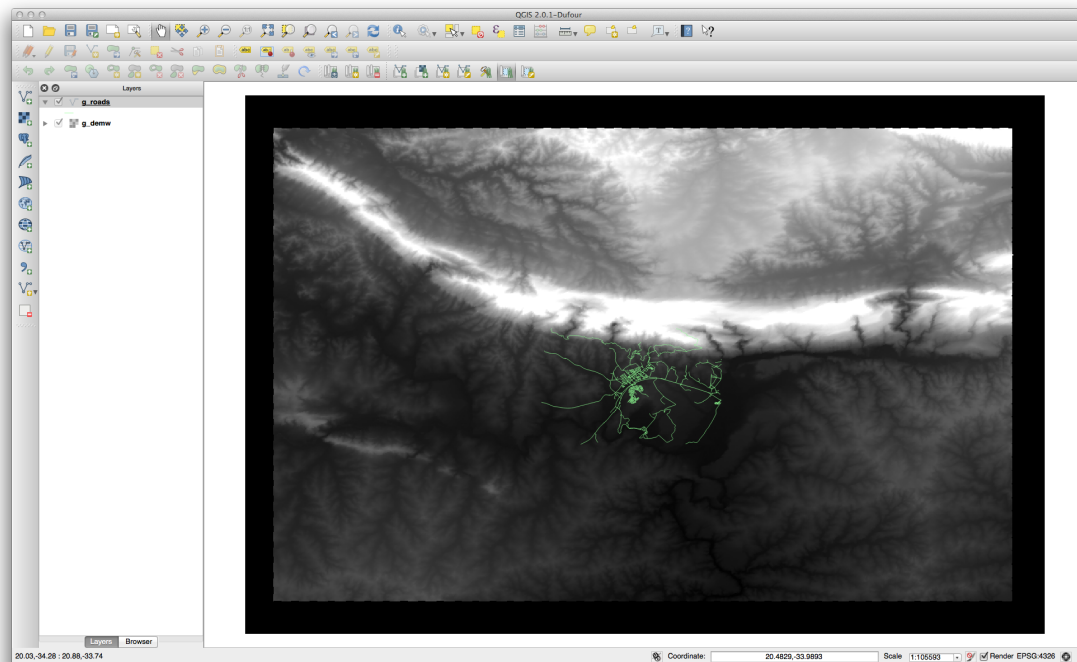 QGIS 2.0.1-Dufour
Layers
g_roads
g_demw
Layers
Browser
20.03,-34.28 : 20.88,-33.74
Coordinate:
20.4829,-33.9893
Scale
1:105593
Render
EPSG:4326